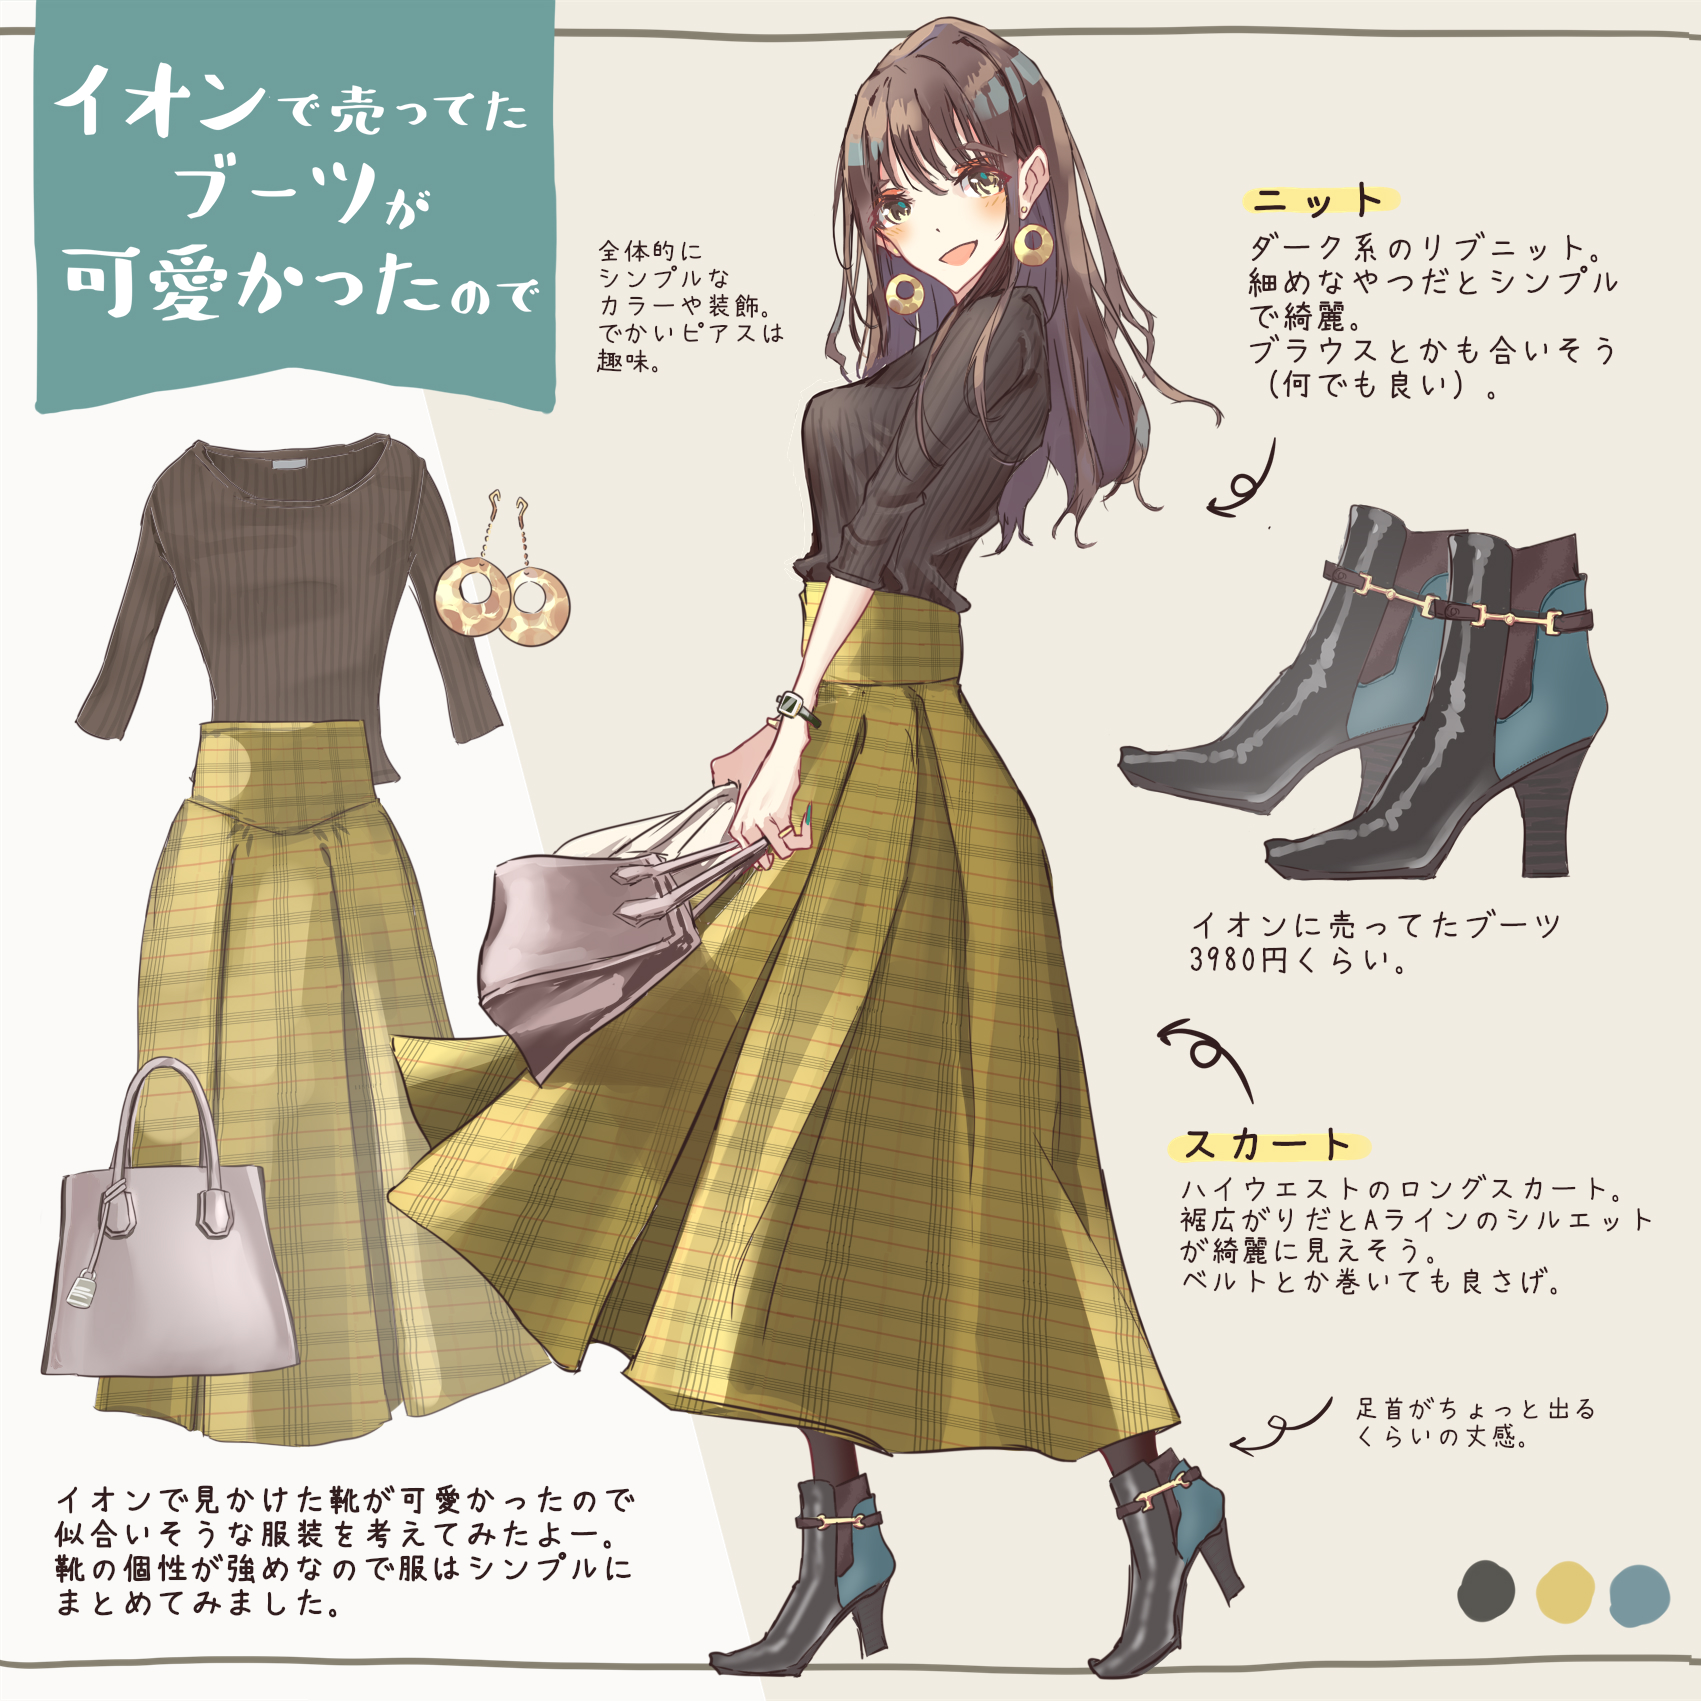 イオンで売ってた
ブーツが
可愛かったので
全体的に
シンプルな
カラーや装飾。
でかいピアスは
趣味。
ニット
ダーク系のリブニット。
細めなやつだとシンプル
で綺麗。
ブラウスとかも合いそう
（何でも良い）。
イオンに売ってたブーツ
3980円くらい。
スカート
ハイウエストのロングスカート。
裾広がりだとAラインのシルエット
が綺麗に見えそう。
ベルトとか巻いても良さげ。
足首がちょっと出る
くらいの丈感。
イオンで見かけた靴が可愛かったので
似合いそうな服装を考えてみたよー。
靴の個性が強めなので服はシンプルに
まとめてみました。